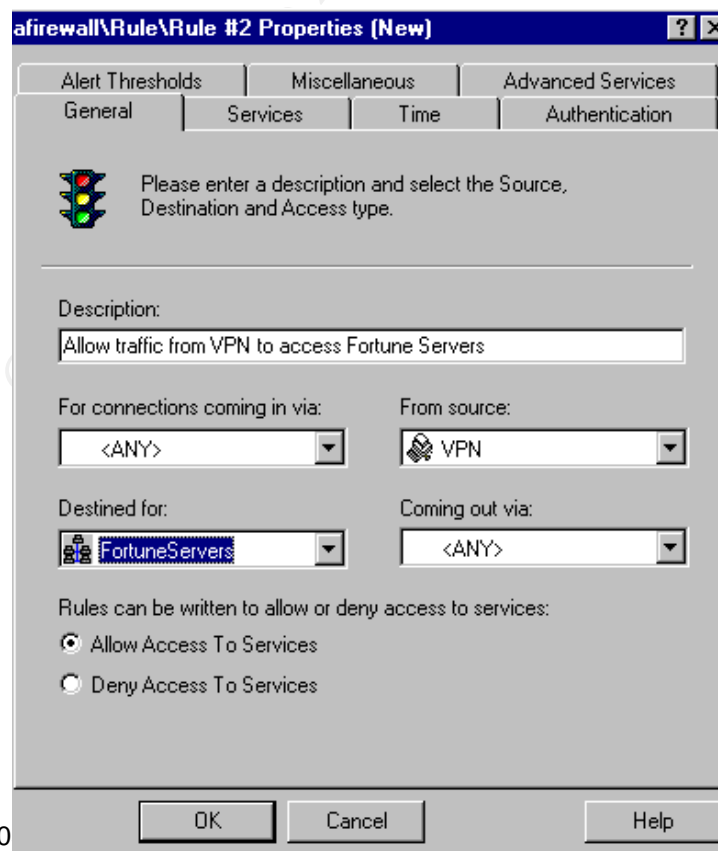 afirewall\Rule\Rule #2 Properties (New)
Alert Thresholds Miscellaneous Advanced Services
General Services Time Authentication
Please enter a description and select the Source,
Destination and Access type.
Description:
Allow traffic from VPN to access Fortune Servers
For connections coming in via: From source:
<ANY> VPN
Destined for: Coming out via:
FortuneServers <ANY>
Rules can be written to allow or deny access to services:
Allow Access To Services
Deny Access To Services
OK Cancel Help
0